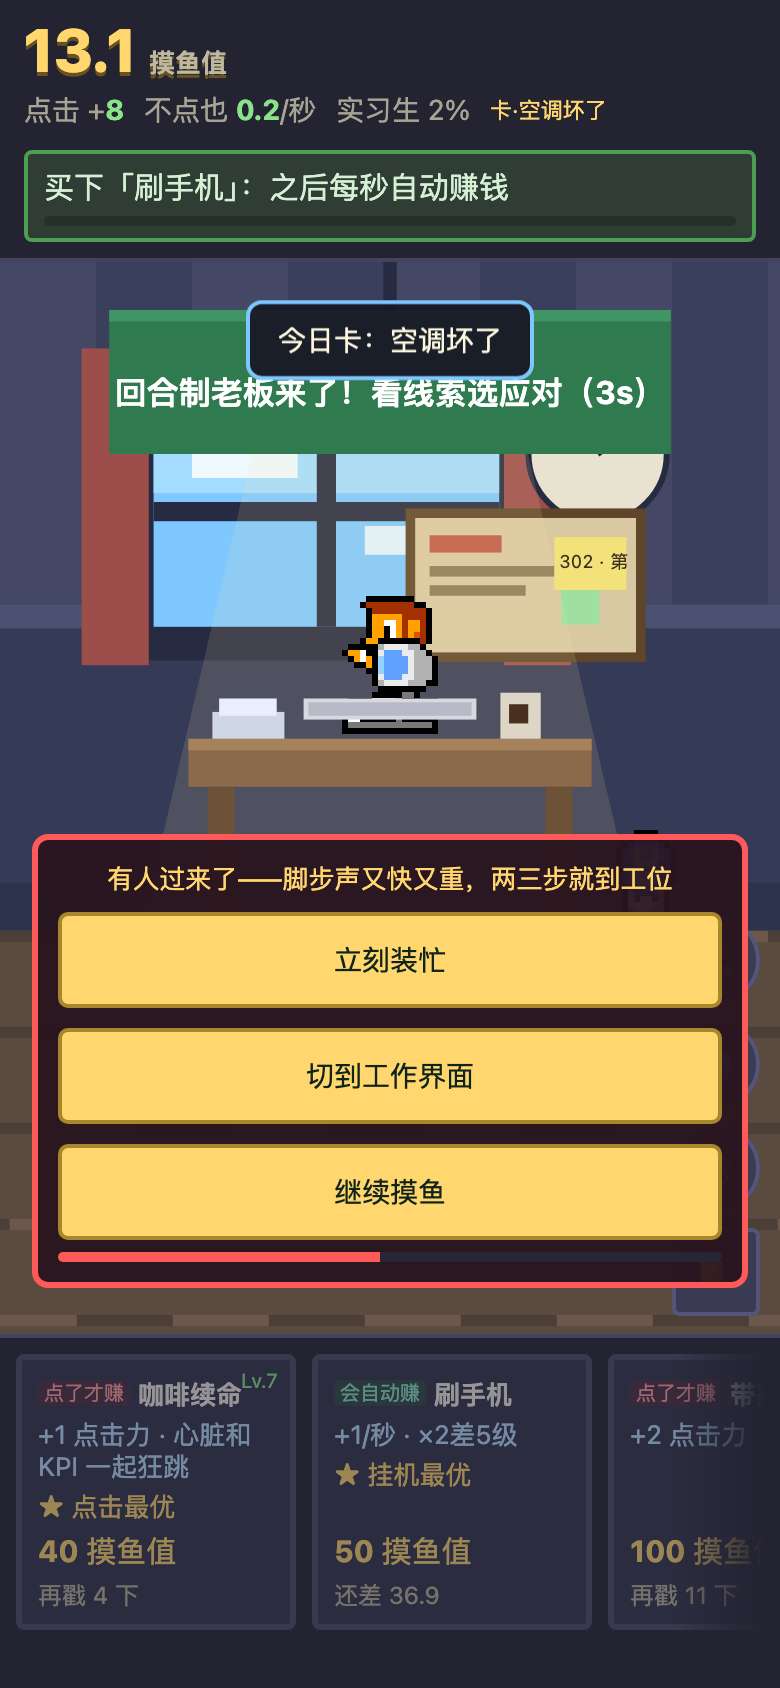 13.1 摸鱼值
点击 +8 不点也 0.2/秒 实习生 2% 卡·空调坏了
买下「刷手机」：之后每秒自动赚钱
今日卡：空调坏了
回合制老板来了！看线索选应对（3s）
302 · 第
有人过来了——脚步声又快又重，两三步就到工位
立刻装忙
切到工作界面
继续摸鱼
点了才赚 咖啡续命 Lv.7
+1 点击力 · 心脏和
KPI 一起狂跳
★ 点击最优
40 摸鱼值
再戳 4 下
会自动赚 刷手机
+1/秒 · ×2差5级
★ 挂机最优
50 摸鱼值
还差 36.9
点了才赚 带
+2 点击力
100 摸鱼
再戳 11 下